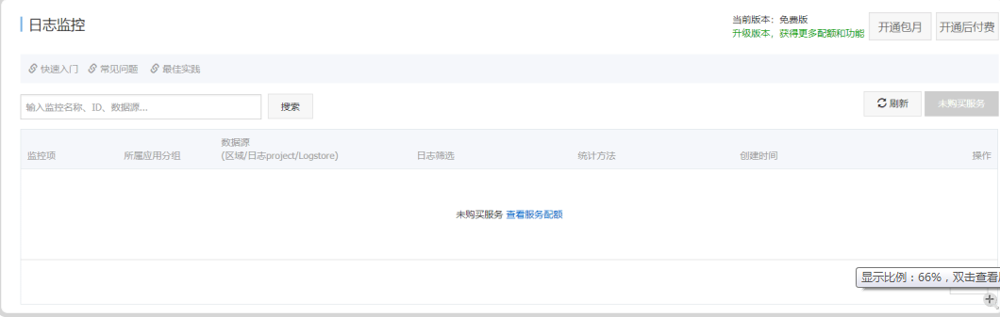 日志监控
当前版本：免费版
升级版本，获得更多配额和功能
开通包月
开通后付费
快速入门 常见问题 最佳实践
输入监控名称、ID、数据源...
搜索
刷新
未购买服务
监控项 所属应用分组 数据源 (区域/日志project/Logstore) 日志筛选 统计方法 创建时间 操作
未购买服务 查看服务配额
显示比例：66%，双击查看